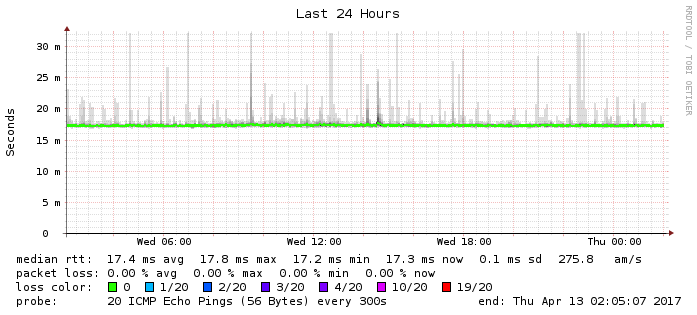 Last 24 Hours
RRDTOOL / TOBI OETIKER
Seconds
30 m
25 m
20 m
15 m
10 m
5 m
0
Wed 06:00 Wed 12:00 Wed 18:00 Thu 00:00
median rtt: 17.4 ms avg 17.8 ms max 17.2 ms min 17.3 ms now 0.1 ms sd 275.8 am/s
packet loss: 0.00 % avg 0.00 % max 0.00 % min 0.00 % now
loss color: 0 1/20 2/20 3/20 4/20 10/20 19/20
probe: 20 ICMP Echo Pings (56 Bytes) every 300s end: Thu Apr 13 02:05:07 2017